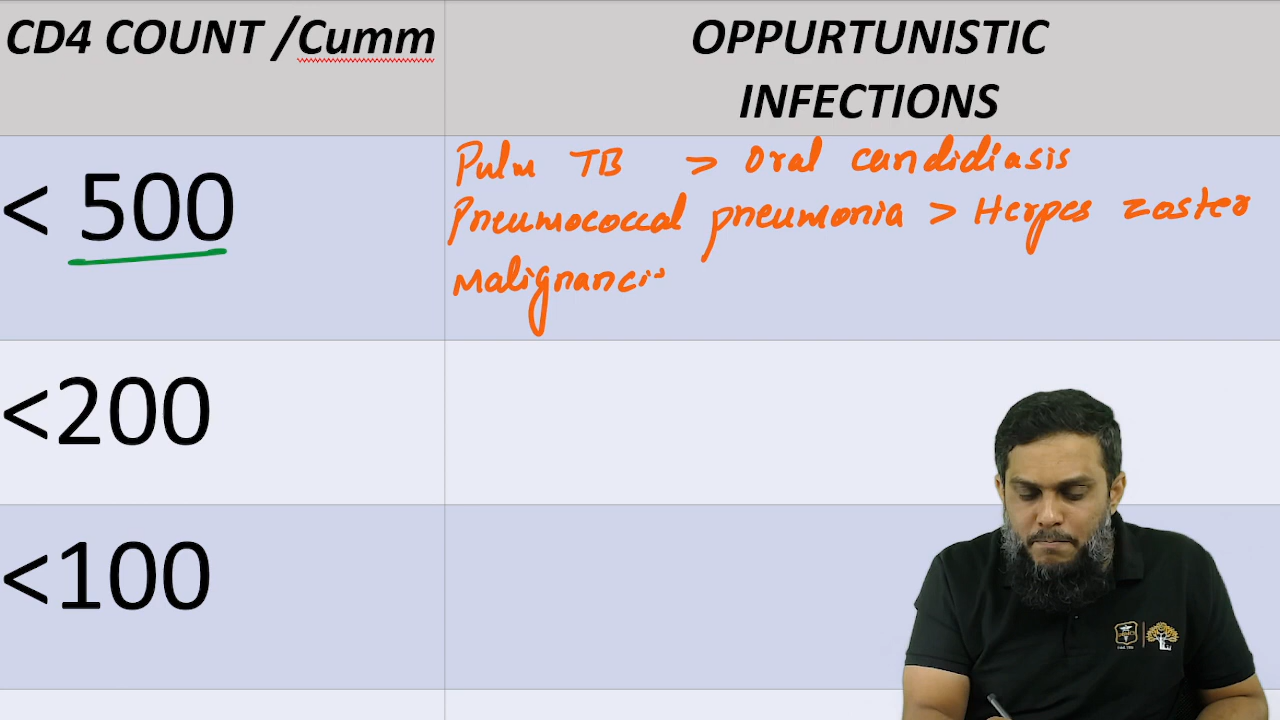 CD4 COUNT /Cumm
OPPURTUNISTIC
INFECTIONS
< 500
Pulm TB > Oral candidiasis
Pneumococcal pneumonia > Herpes zoster
Malignanci
<200
<100